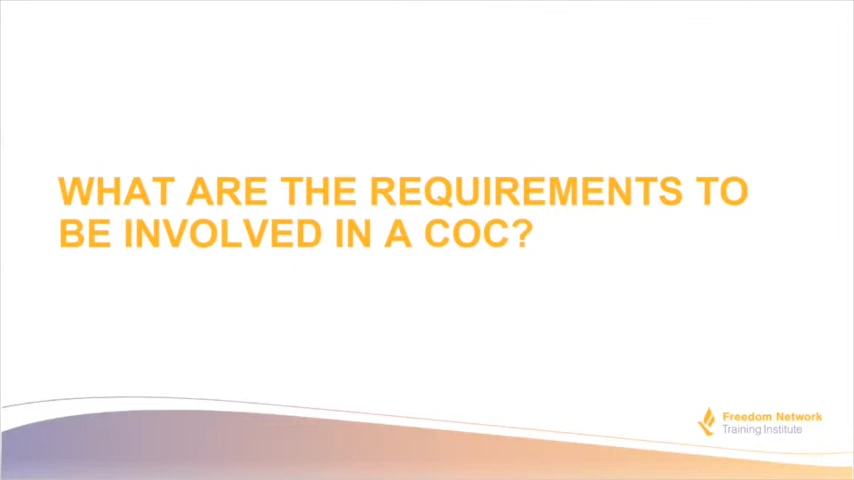 WHAT ARE THE REQUIREMENTS TO
BE INVOLVED IN A COC?
Freedom Network
Training Institute